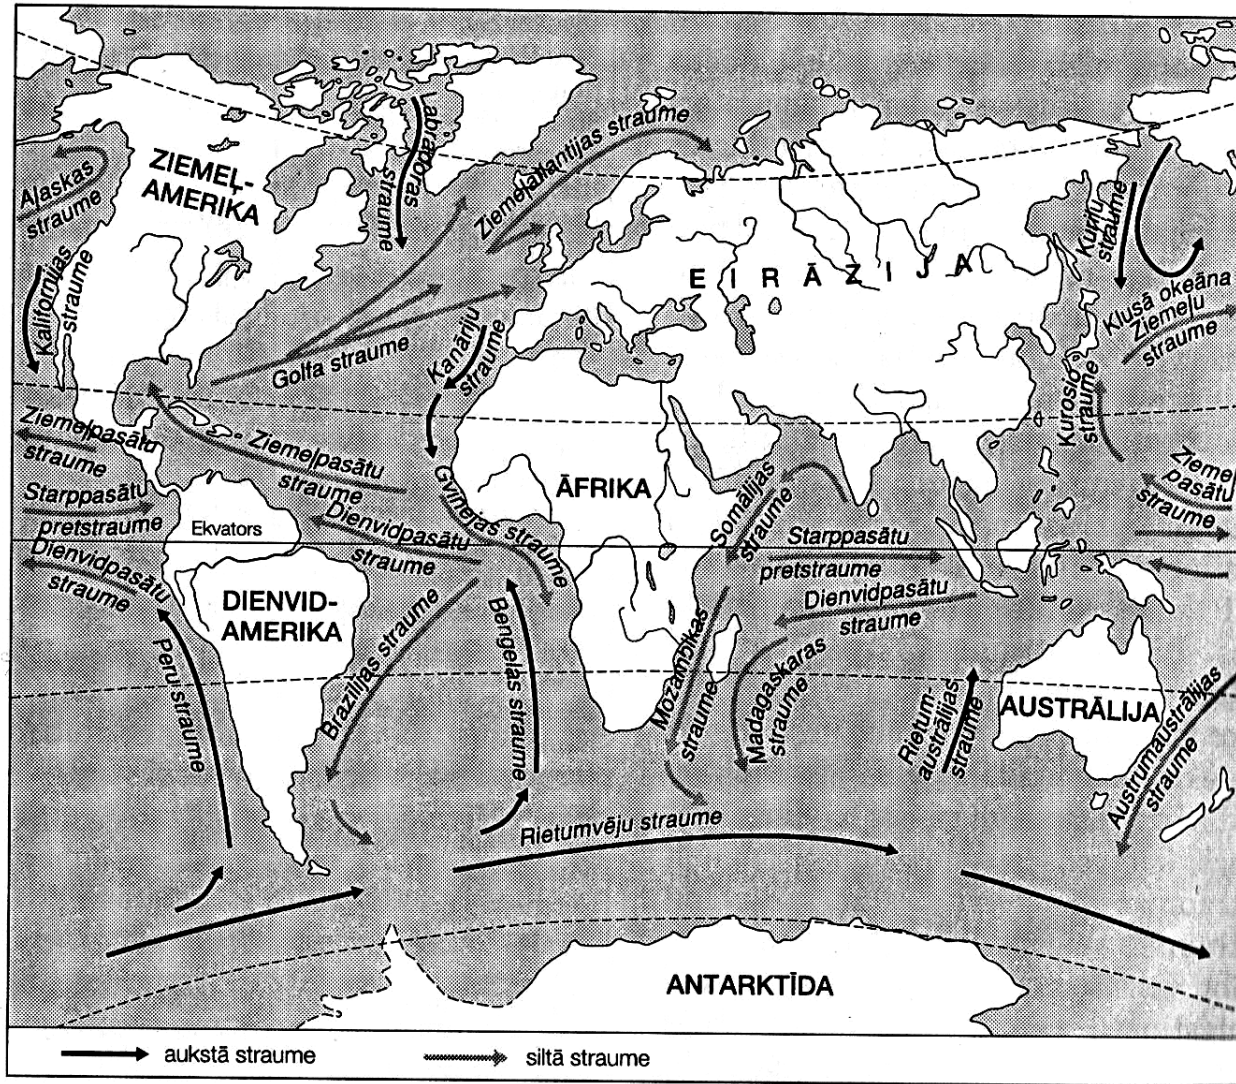 Labradoras
straume
Ziemeļatlantijas straume
ZIEMEĻ-
AMERIKA
Aļaskas
straume
Kalifornijas
straume
Golfa straume
Kanāriju
straume
EIRĀZIJA
Kuriļu
straume
Klusā okeāna
Ziemeļu
straume
Kurosio
straume
Ziemeļpasātu
straume
Ziemeļpasātu
straume
Ziemeļ-
pasātu
straume
Starppasātu
pretstraume
Ekvators
Gvinejas straume
ĀFRIKA
Somālijas
straume
Starppasātu
pretstraume
Dienvidpasātu
straume
Dienvidpasātu
straume
Dienvidpasātu
straume
DIENVID-
AMERIKA
Peru straume
Brazīlijas straume
Bengelas straume
Mozambikas
straume
Madagaskaras
straume
Rietum-
austrālijas
straume
AUSTRĀLIJA
Austrumaustrālijas
straume
Rietumvēju straume
ANTARKTĪDA
aukstā straume
siltā straume